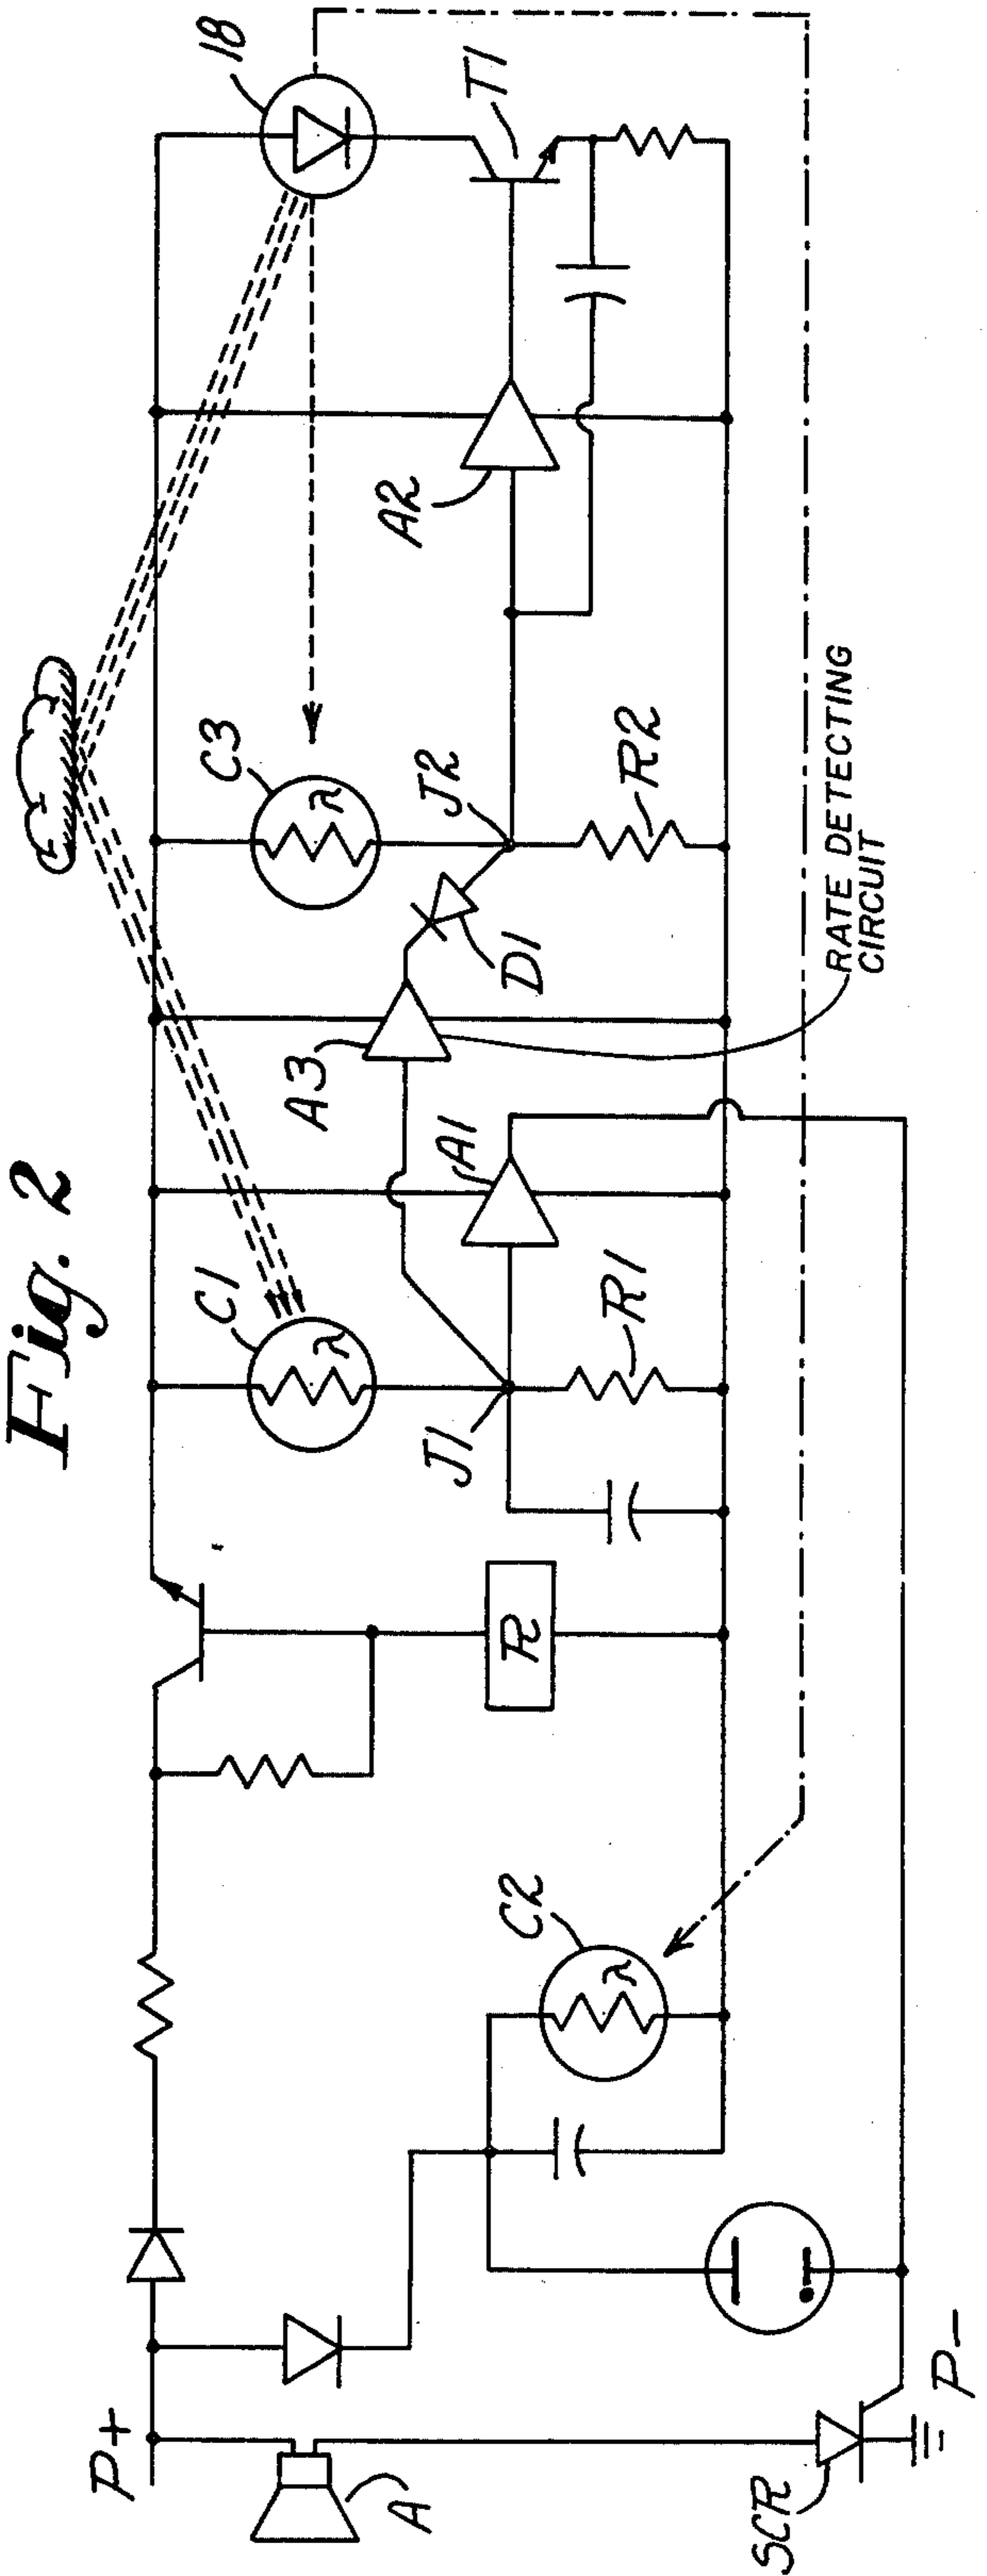 Fig. 2
P+
A
SCR
P-
C2
R
C1
J1
R1
A1
A3
D1
C3
J2
R2
A2
18
T1
RATE DETECTING
CIRCUIT
λ
λ
λ